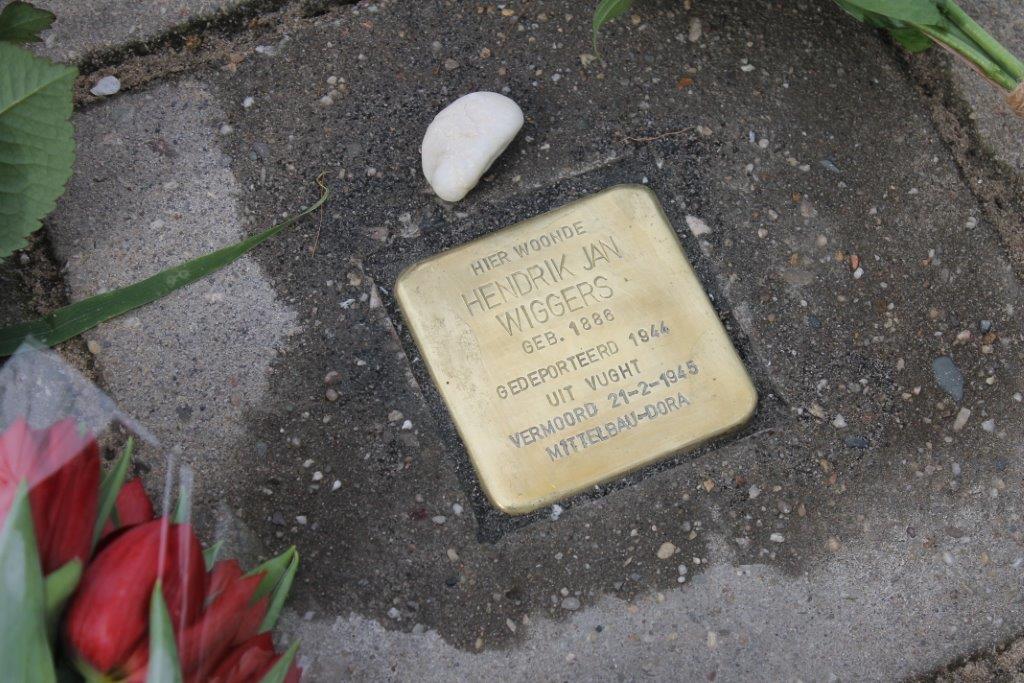 HIER WOONDE
HENDRIK JAN
WIGGERS
GEB. 1886
GEDEPORTEERD 1944
UIT VUGHT
VERMOORD 21-2-1945
MITTELBAU-DORA